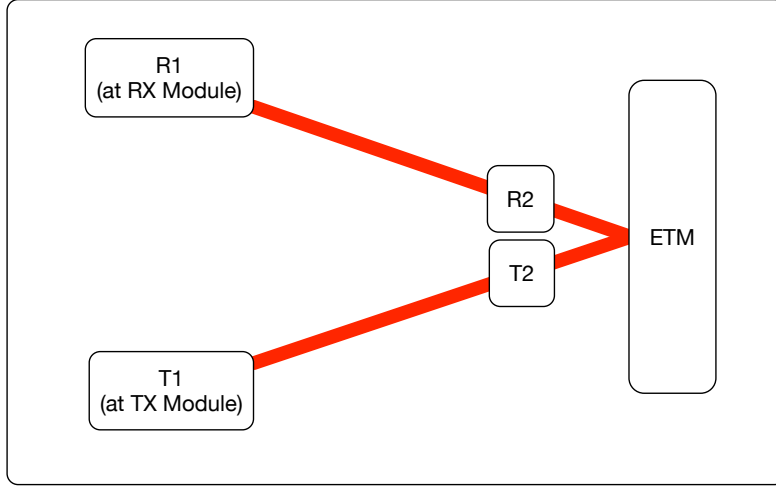 R1
(at RX Module)
R2
ETM
T2
T1
(at TX Module)